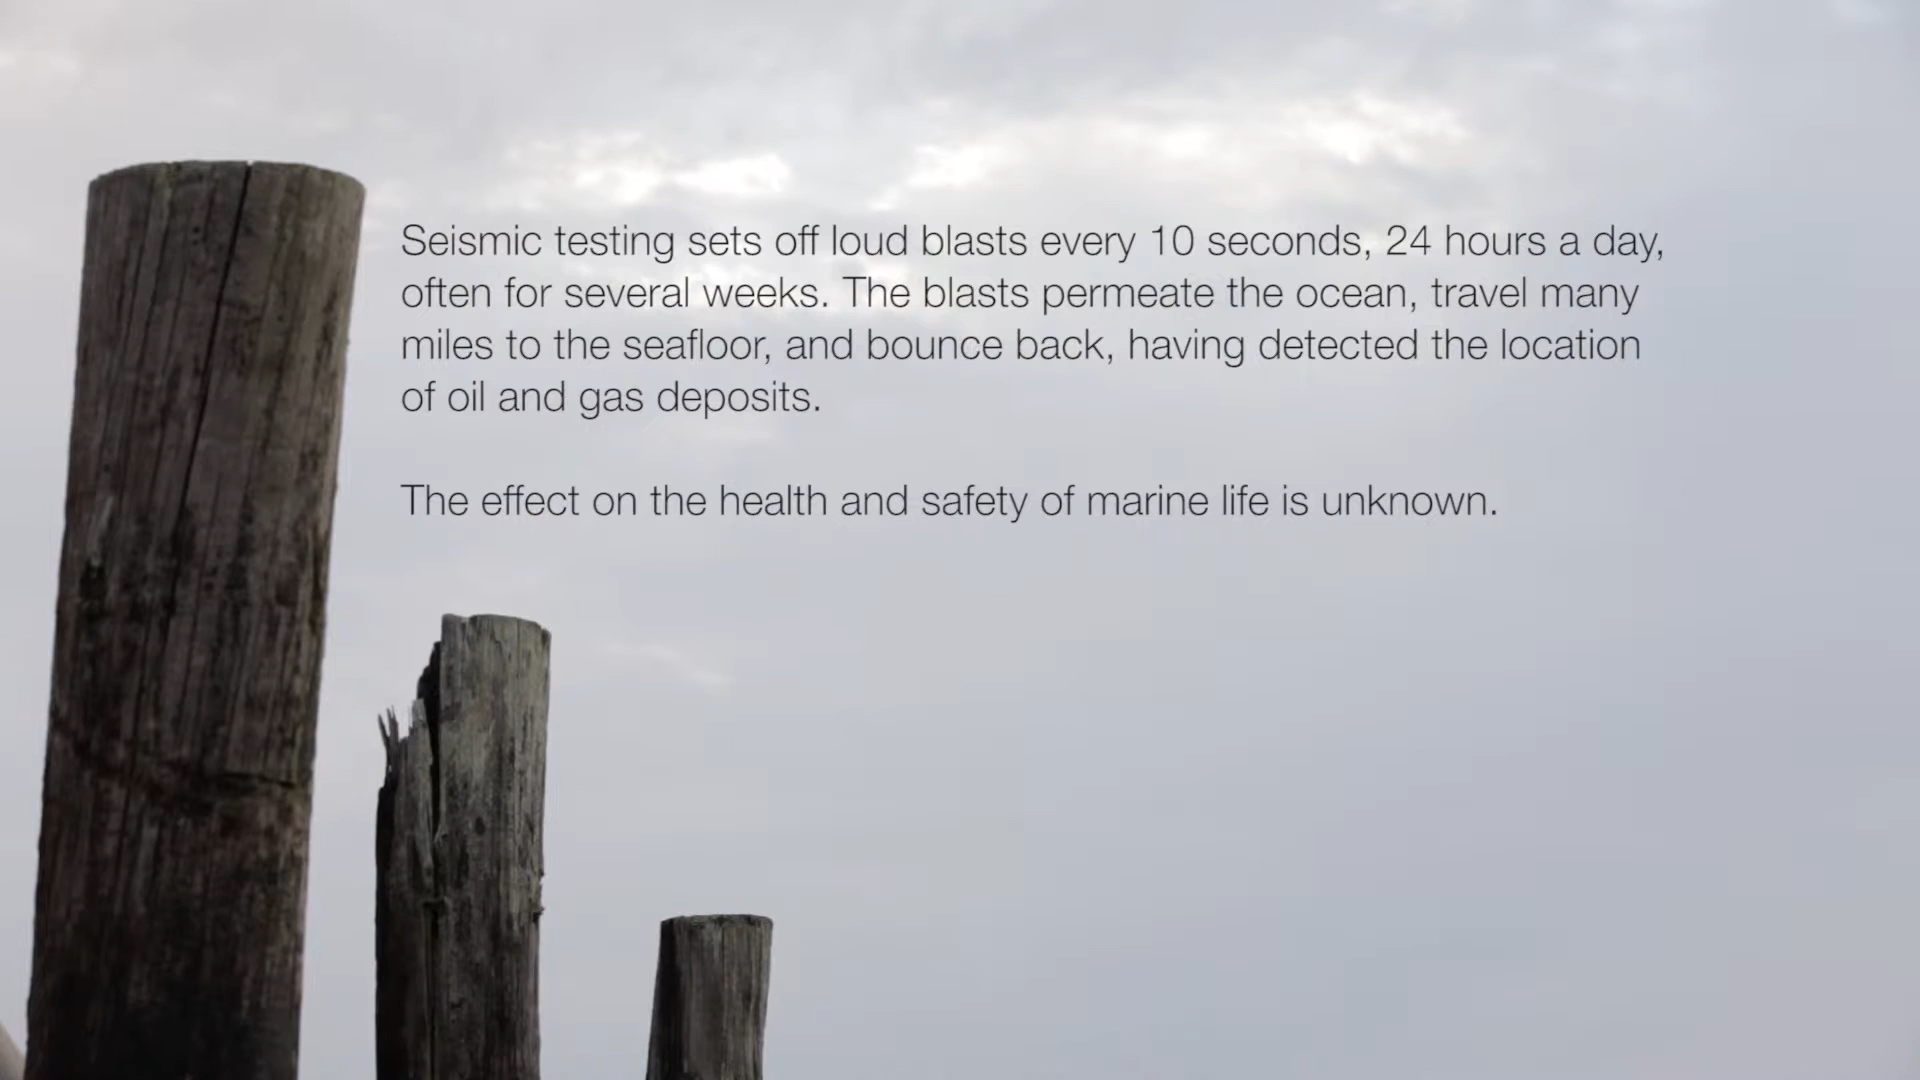 Seismic testing sets off loud blasts every 10 seconds, 24 hours a day,
often for several weeks. The blasts permeate the ocean, travel many
miles to the seafloor, and bounce back, having detected the location
of oil and gas deposits.
The effect on the health and safety of marine life is unknown.